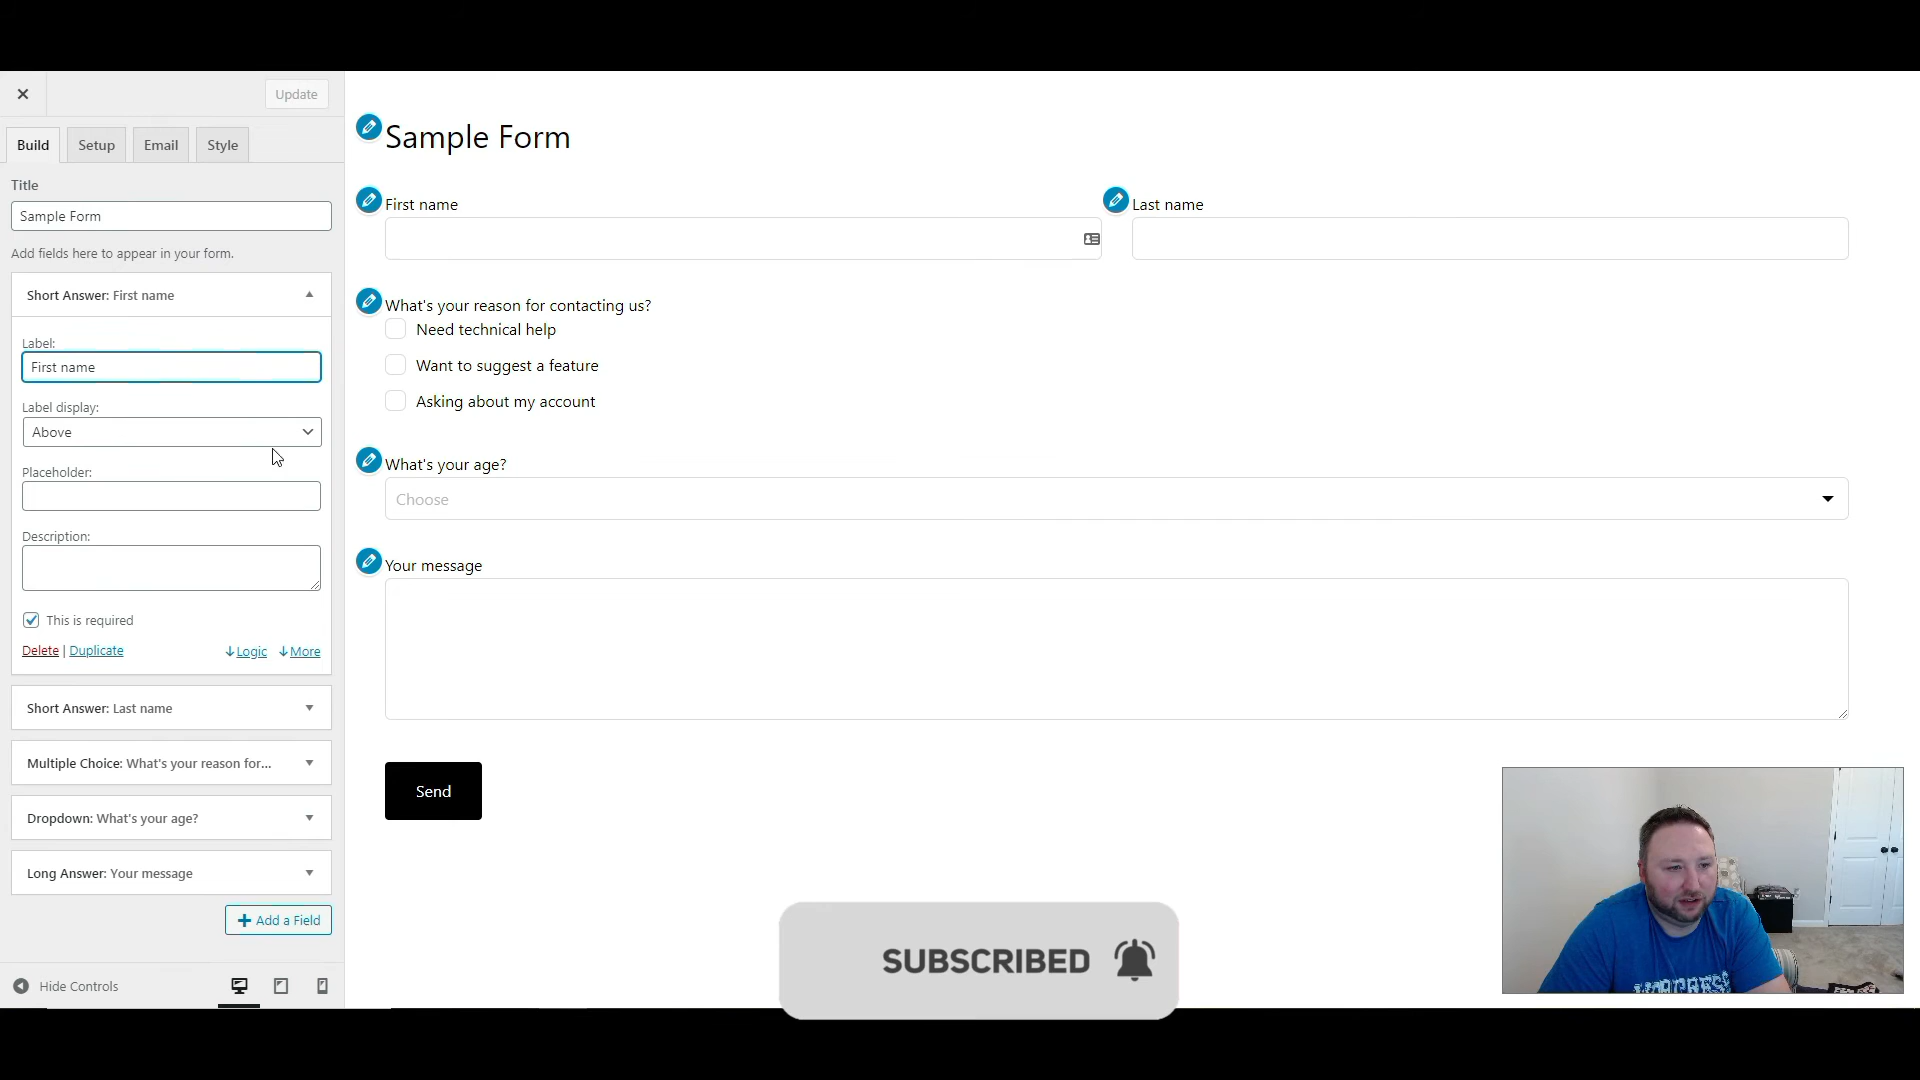 Update
Build Setup Email Style
Title
Sample Form
Add fields here to appear in your form.
Short Answer: First name
Label:
First name
Label display:
Above
Placeholder:
Description:
This is required
Delete | Duplicate Logic More
Short Answer: Last name
Multiple Choice: What's your reason for...
Dropdown: What's your age?
Long Answer: Your message
Add a Field
Hide Controls
Sample Form
First name Last name
What's your reason for contacting us?
Need technical help
Want to suggest a feature
Asking about my account
What's your age?
Choose
Your message
Send
SUBSCRIBED